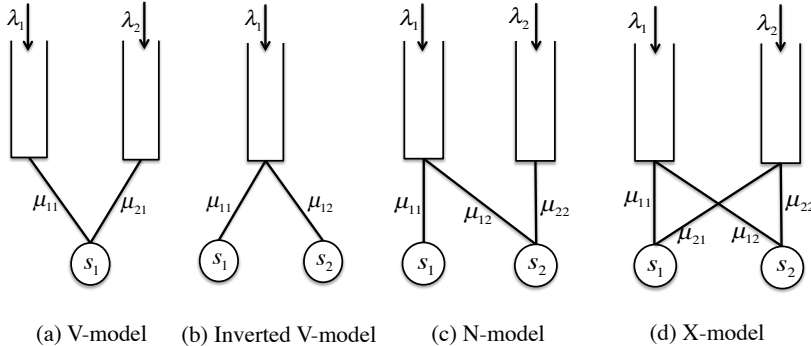 λ₁ λ₂ λ₁ λ₁ λ₂ λ₁ λ₂
μ₁₁ μ₂₁ μ₁₁ μ₁₂ μ₁₁ μ₁₂ μ₂₂ μ₁₁ μ₂₁ μ₁₂ μ₂₂
s₁ s₁ s₂ s₁ s₂ s₁ s₂
(a) V-model (b) Inverted V-model (c) N-model (d) X-model